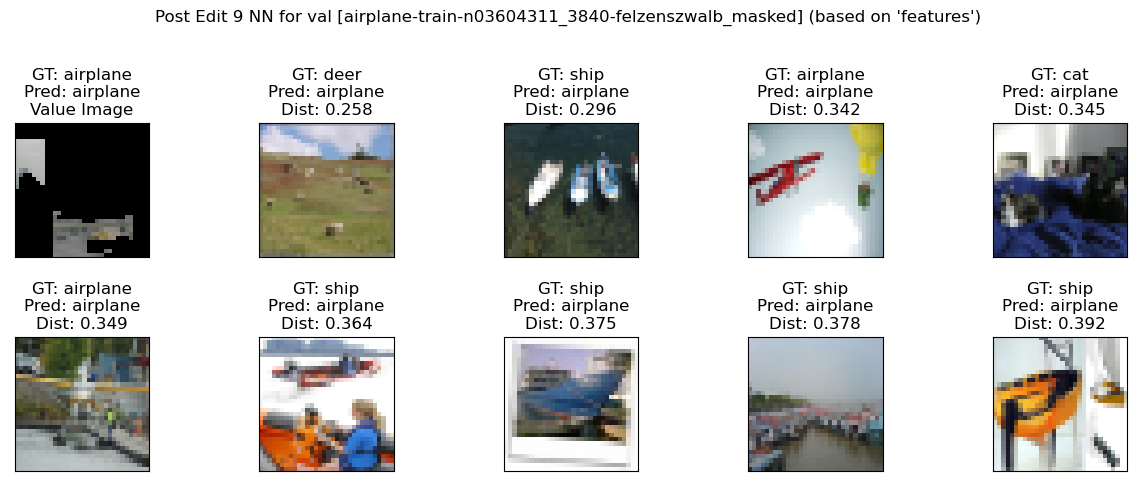 Post Edit 9 NN for val [airplane-train-n03604311_3840-felzenszwalb_masked] (based on 'features')
GT: airplane
Pred: airplane
Value Image
GT: deer
Pred: airplane
Dist: 0.258
GT: ship
Pred: airplane
Dist: 0.296
GT: airplane
Pred: airplane
Dist: 0.342
GT: cat
Pred: airplane
Dist: 0.345
GT: airplane
Pred: airplane
Dist: 0.349
GT: ship
Pred: airplane
Dist: 0.364
GT: ship
Pred: airplane
Dist: 0.375
GT: ship
Pred: airplane
Dist: 0.378
GT: ship
Pred: airplane
Dist: 0.392